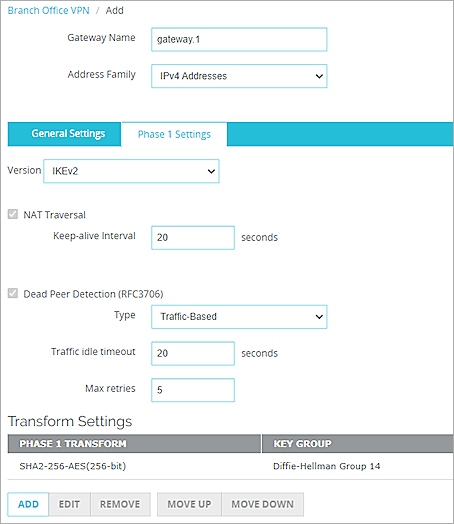 Branch Office VPN / Add
Gateway Name gateway.1
Address Family IPv4 Addresses
General Settings Phase 1 Settings
Version IKEv2
NAT Traversal
Keep-alive Interval 20 seconds
Dead Peer Detection (RFC3706)
Type Traffic-Based
Traffic idle timeout 20 seconds
Max retries 5
Transform Settings
PHASE 1 TRANSFORM KEY GROUP
SHA2-256-AES(256-bit) Diffie-Hellman Group 14
ADD EDIT REMOVE MOVE UP MOVE DOWN